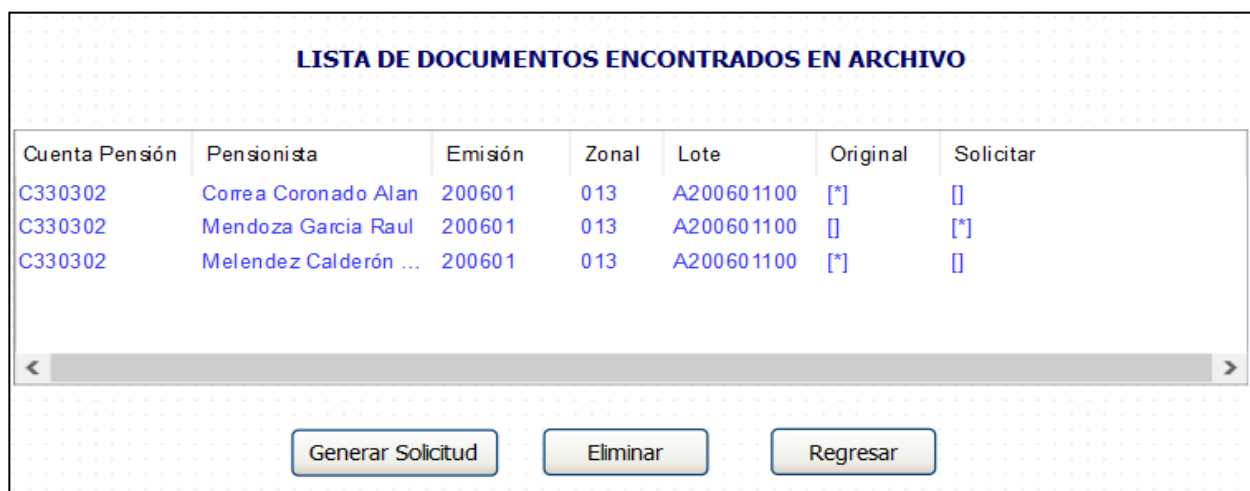 LISTA DE DOCUMENTOS ENCONTRADOS EN ARCHIVO
Cuenta Pensión Pensionista Emisión Zonal Lote Original Solicitar
C330302 Correa Coronado Alan 200601 013 A200601100 [*] []
C330302 Mendoza Garcia Raul 200601 013 A200601100 [] [*]
C330302 Melendez Calderón ... 200601 013 A200601100 [*] []
Generar Solicitud Eliminar Regresar